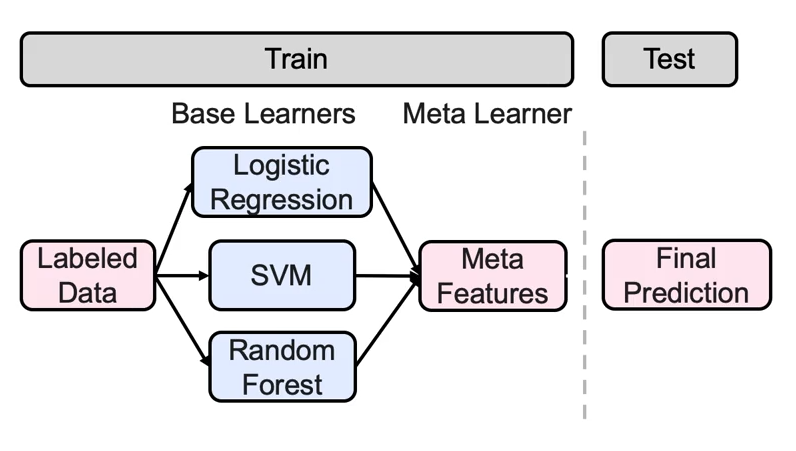 Train
Test
Base Learners
Meta Learner
Logistic
Regression
Labeled
Data
SVM
Meta
Features
Final
Prediction
Random
Forest